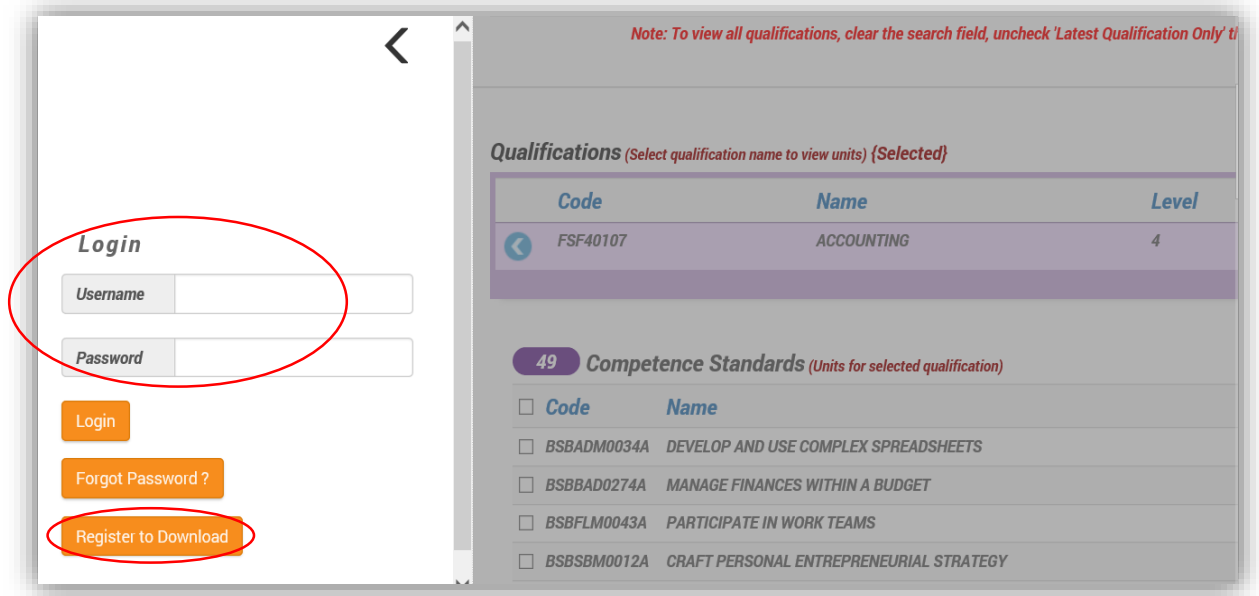 Login
Username
Password
Login
Forgot Password ?
Register to Download
Note: To view all qualifications, clear the search field, uncheck 'Latest Qualification Only'
Qualifications (Select qualification name to view units) {Selected}
Code Name Level
FSF40107 ACCOUNTING 4
49 Competence Standards (Units for selected qualification)
Code Name
BSBADM0034A DEVELOP AND USE COMPLEX SPREADSHEETS
BSBBAD0274A MANAGE FINANCES WITHIN A BUDGET
BSBFLM0043A PARTICIPATE IN WORK TEAMS
BSBSBM0012A CRAFT PERSONAL ENTREPRENEURIAL STRATEGY